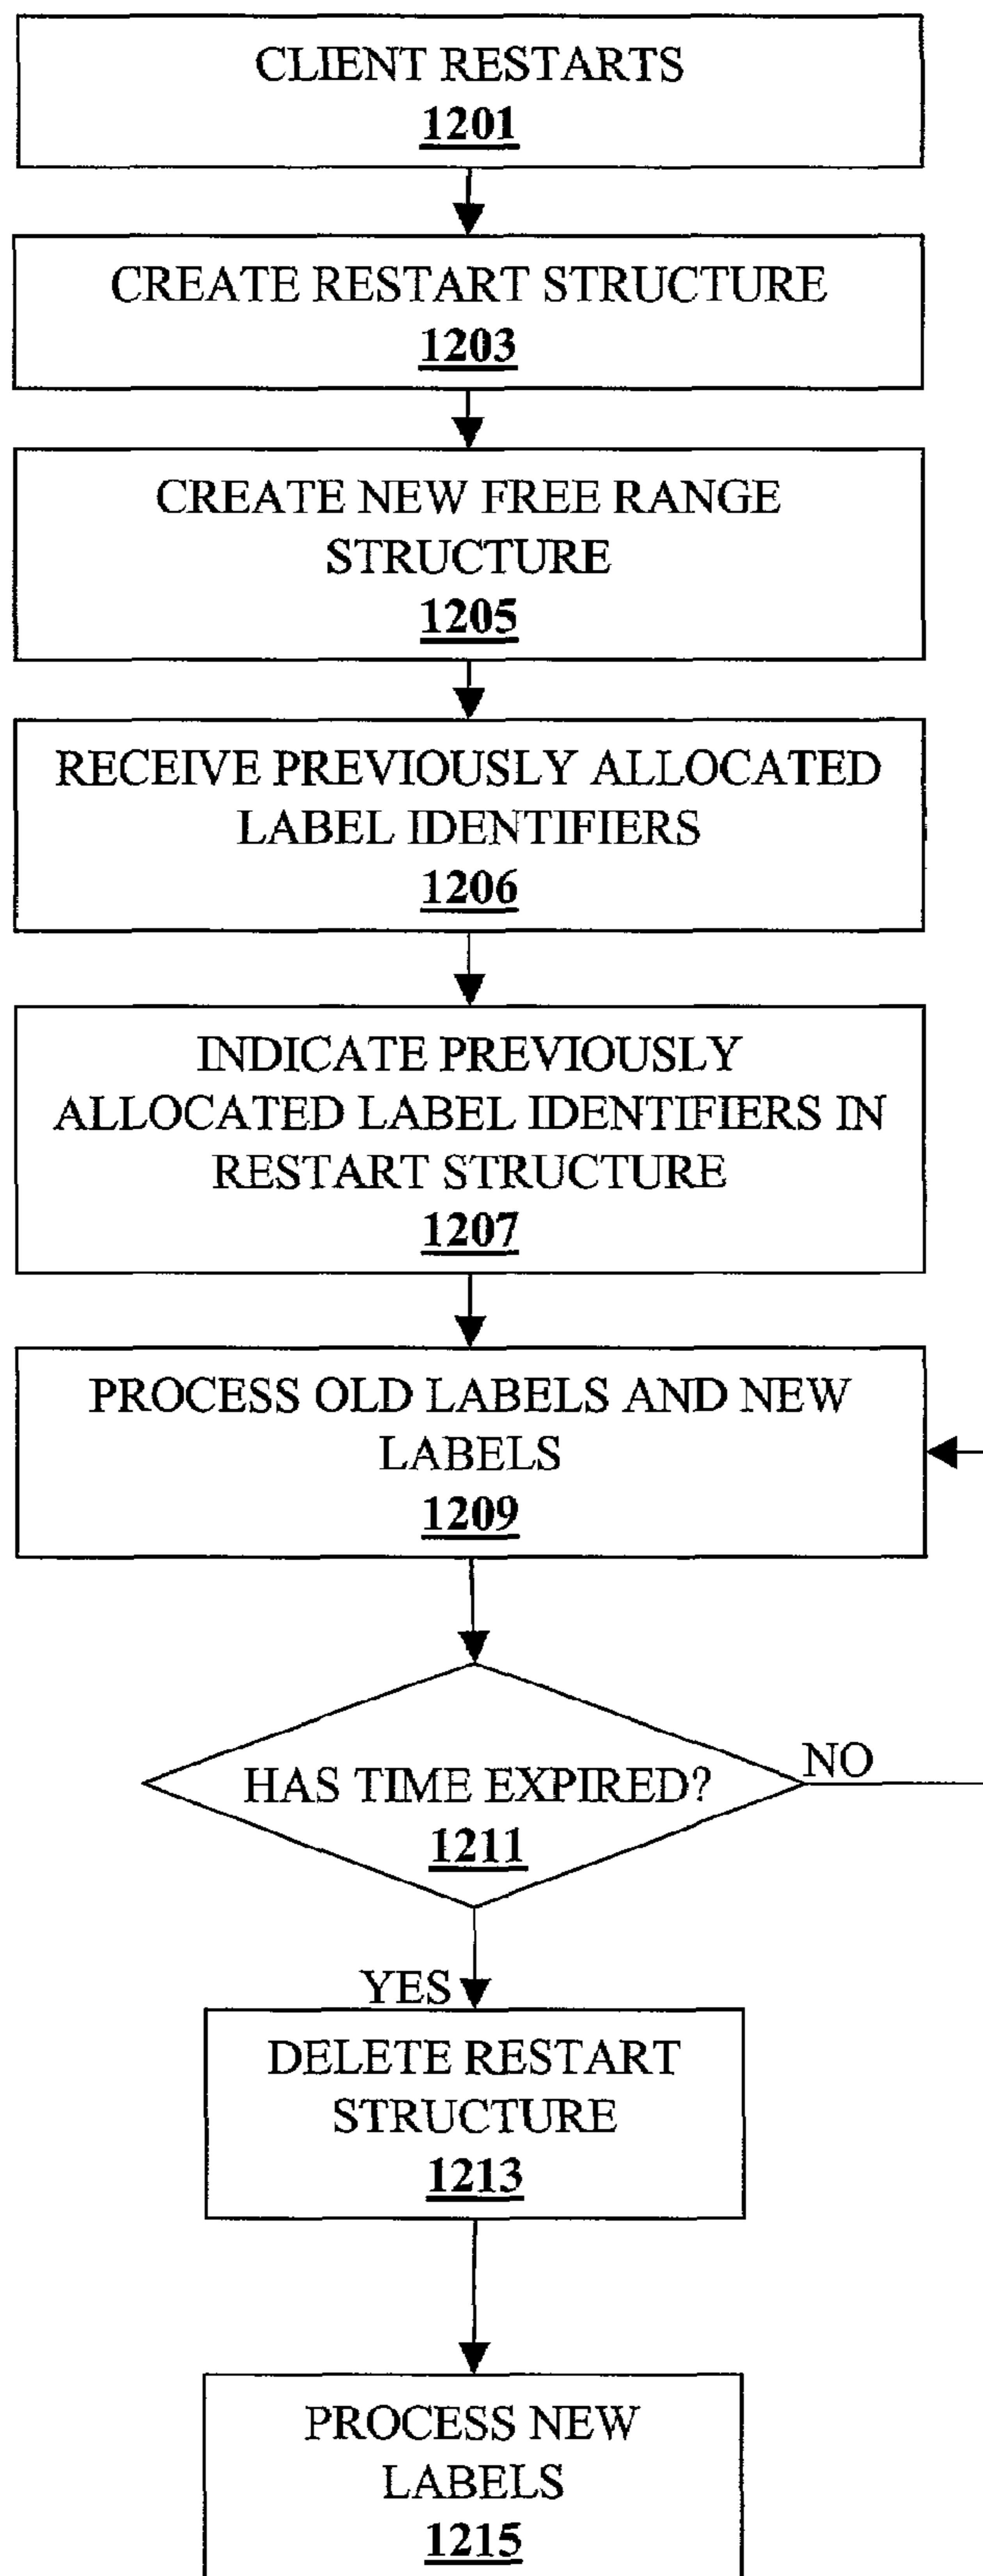 CLIENT RESTARTS
1201
CREATE RESTART STRUCTURE
1203
CREATE NEW FREE RANGE
STRUCTURE
1205
RECEIVE PREVIOUSLY ALLOCATED
LABEL IDENTIFIERS
1206
INDICATE PREVIOUSLY
ALLOCATED LABEL IDENTIFIERS IN
RESTART STRUCTURE
1207
PROCESS OLD LABELS AND NEW
LABELS
1209
NO
HAS TIME EXPIRED?
1211
YES
DELETE RESTART
STRUCTURE
1213
PROCESS NEW
LABELS
1215